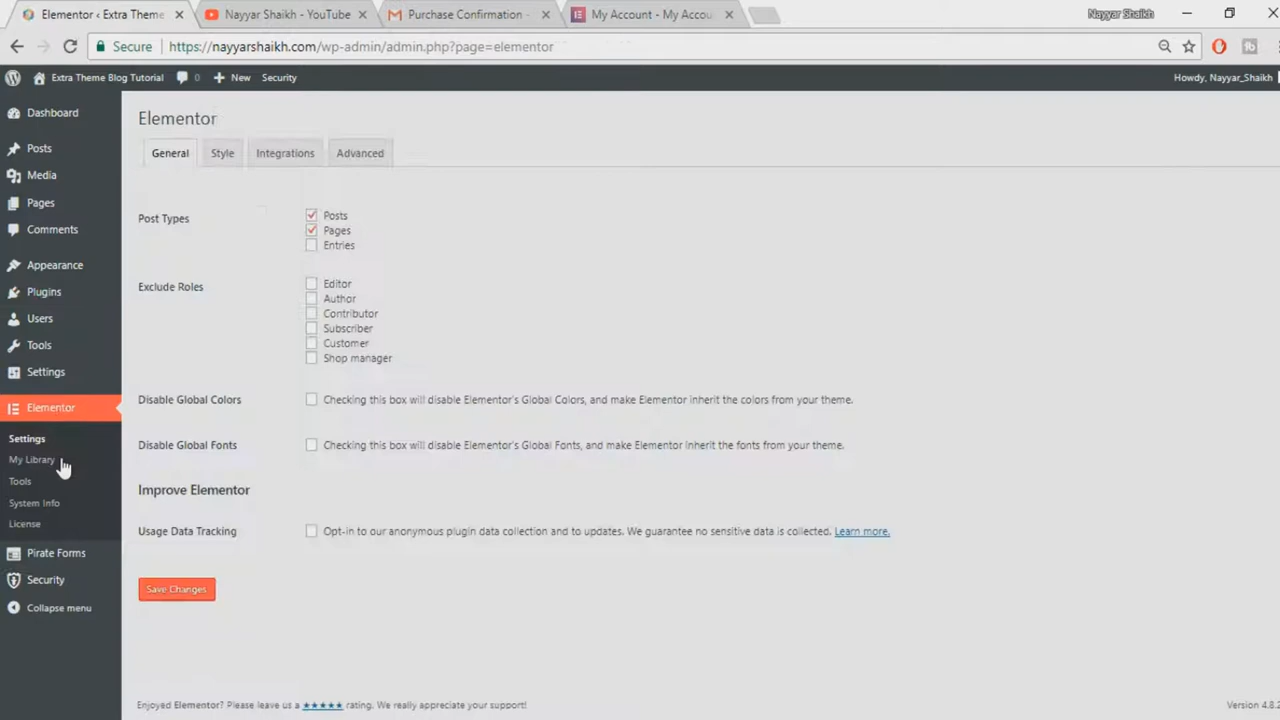 Elementor ‹ Extra Theme
Nayyar Shaikh - YouTube
Purchase Confirmation -
My Account - My Accou
Nayyar Shaikh
Secure
https://nayyarshaikh.com/wp-admin/admin.php?page=elementor
Extra Theme Blog Tutorial
0
New
Security
Howdy, Nayyar_Shaikh
Dashboard
Posts
Media
Pages
Comments
Appearance
Plugins
Users
Tools
Settings
Elementor
Settings
My Library
Tools
System Info
License
Pirate Forms
Security
Collapse menu
Elementor
General
Style
Integrations
Advanced
Post Types
Posts
Pages
Entries
Exclude Roles
Editor
Author
Contributor
Subscriber
Customer
Shop manager
Disable Global Colors
Checking this box will disable Elementor's Global Colors, and make Elementor inherit the colors from your theme.
Disable Global Fonts
Checking this box will disable Elementor's Global Fonts, and make Elementor inherit the fonts from your theme.
Improve Elementor
Usage Data Tracking
Opt-in to our anonymous plugin data collection and to updates. We guarantee no sensitive data is collected. Learn more.
Save Changes
Enjoyed Elementor? Please leave us a ★★★★★ rating. We really appreciate your support!
Version 4.8.2